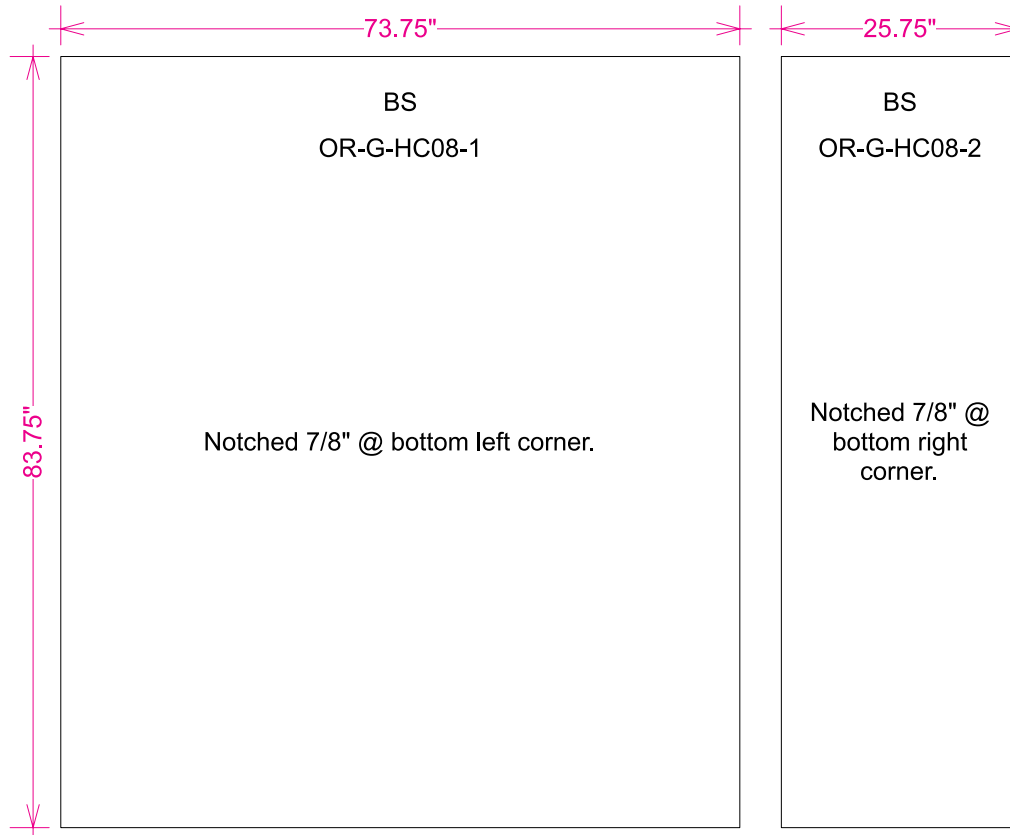 73.75"
25.75"
BS
OR-G-HC08-1
BS
OR-G-HC08-2
83.75"
Notched 7/8" @ bottom left corner.
Notched 7/8" @
bottom right
corner.